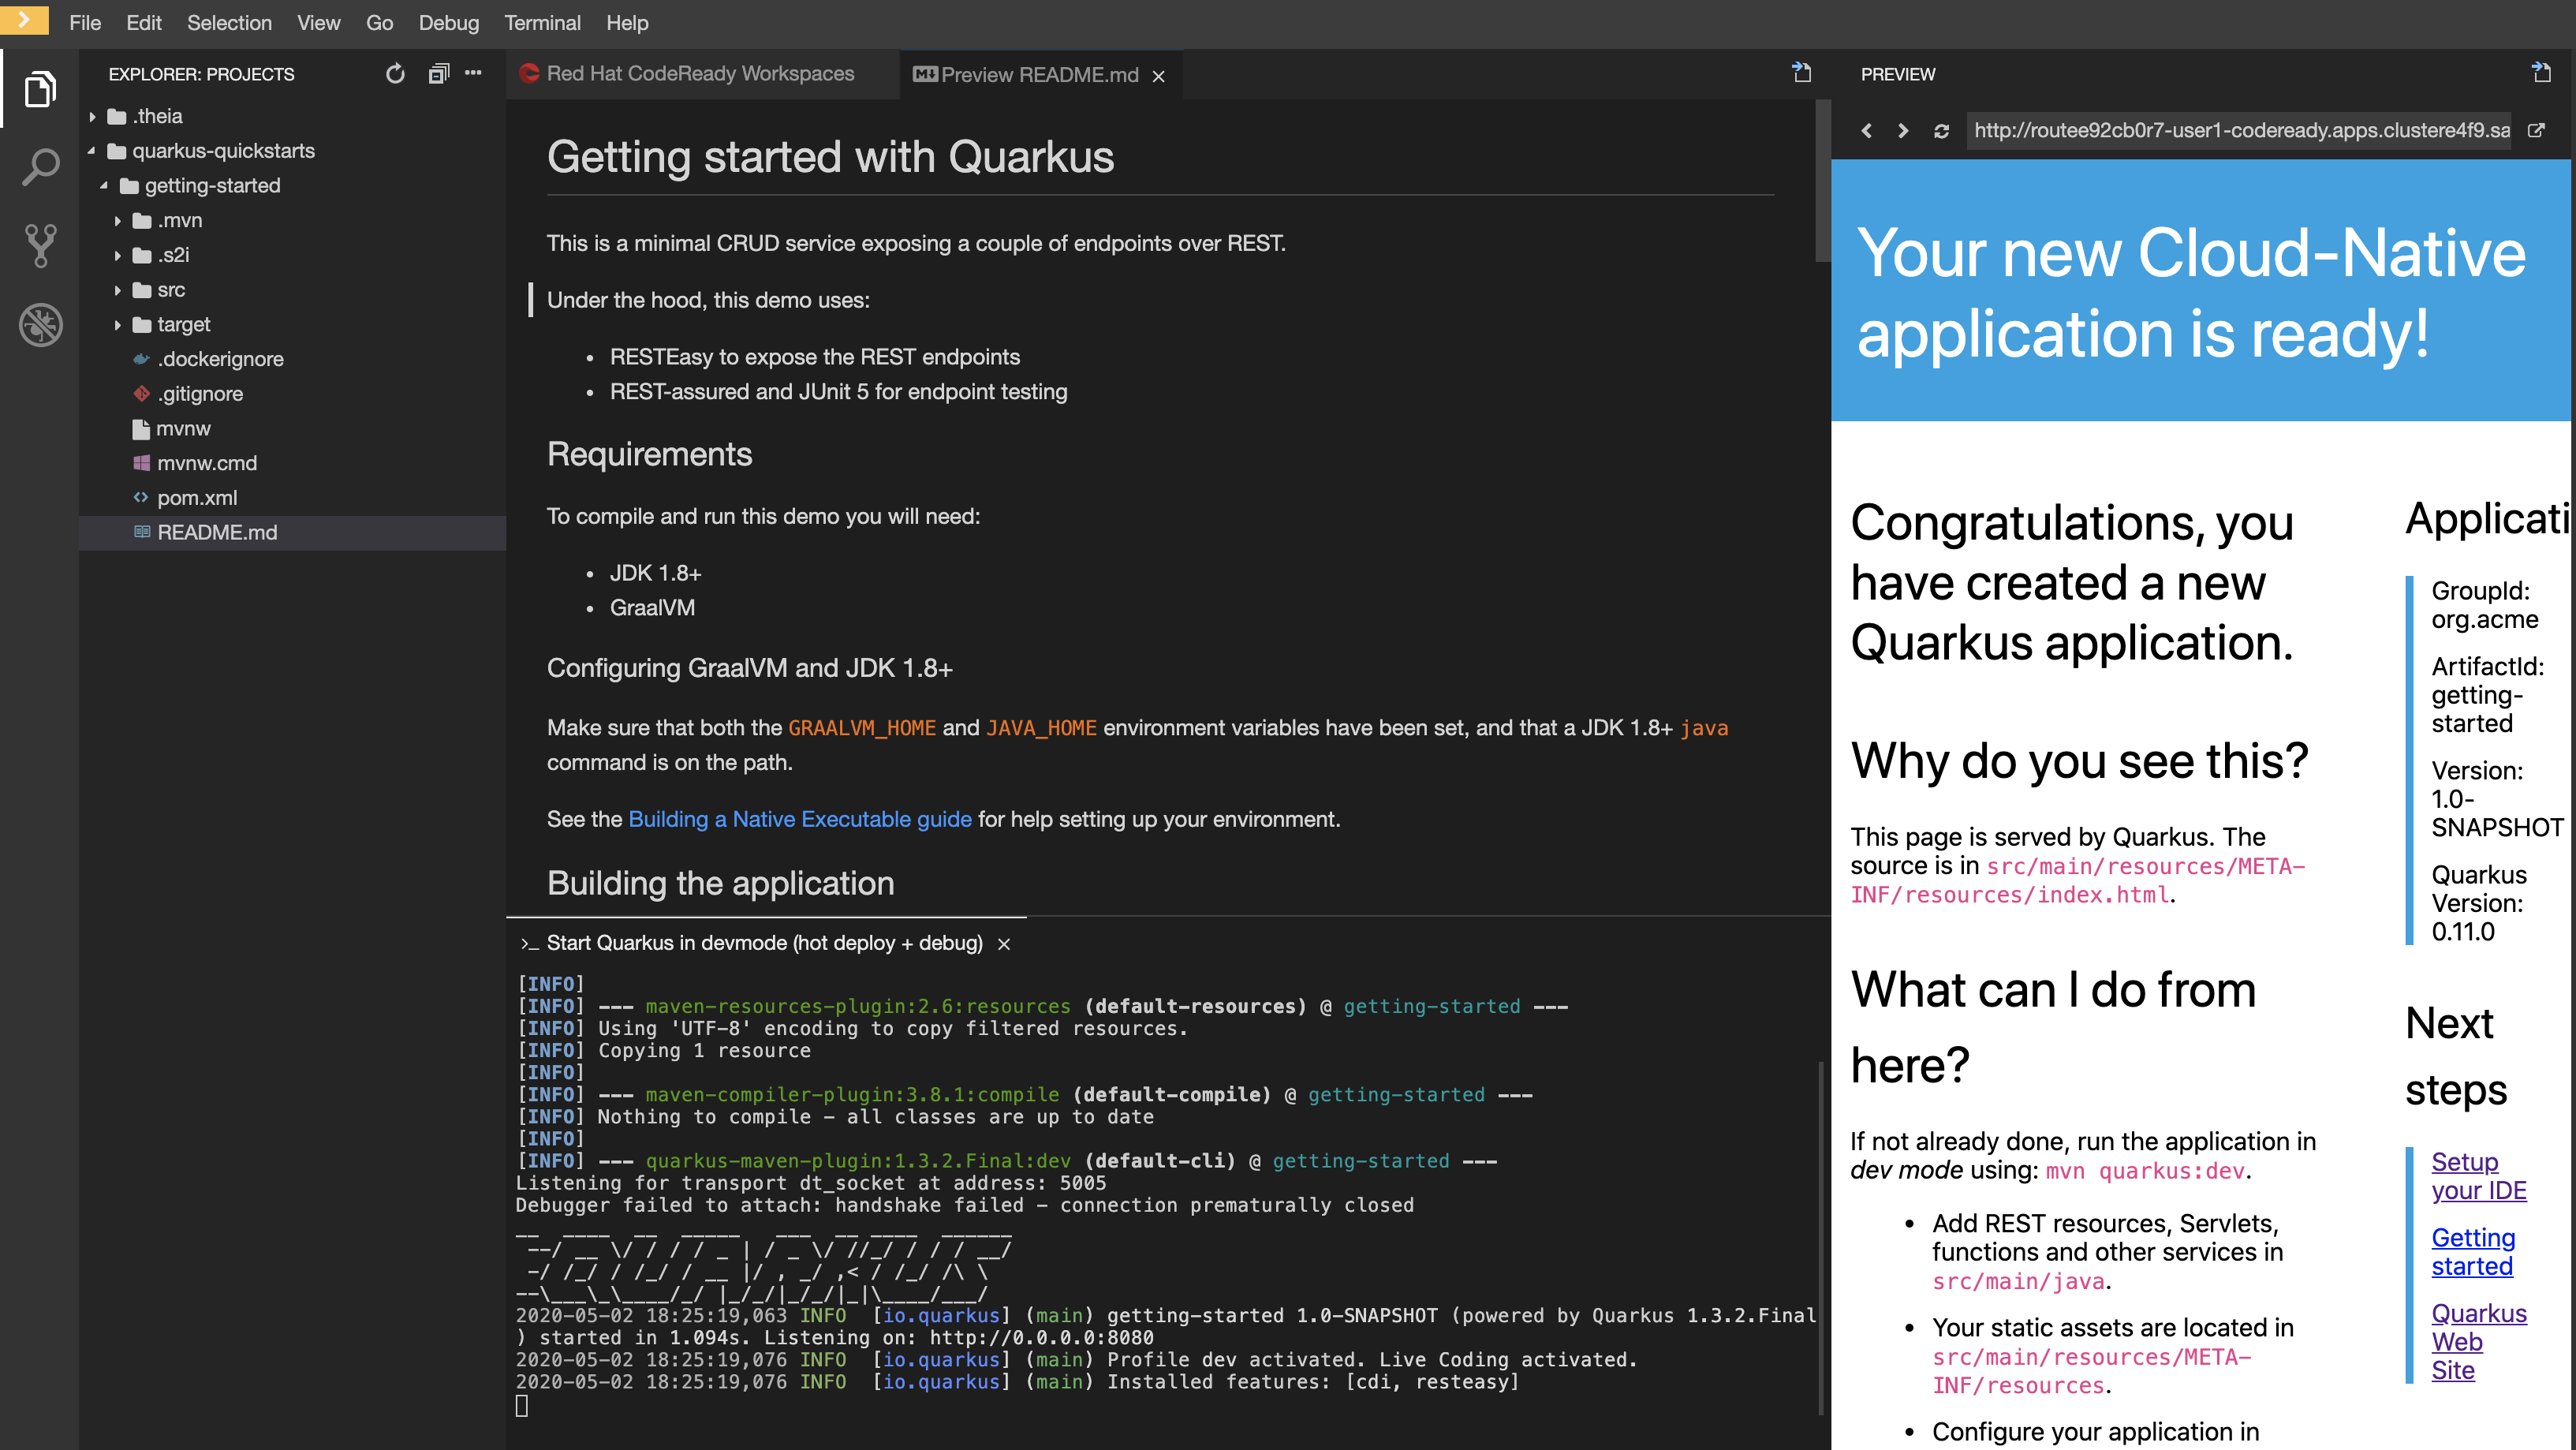 File Edit Selection View Go Debug Terminal Help
EXPLORER: PROJECTS
.theia
quarkus-quickstarts
getting-started
.mvn
.s2i
src
target
.dockerignore
.gitignore
mvnw
mvnw.cmd
pom.xml
README.md
Red Hat CodeReady Workspaces
Preview README.md
Getting started with Quarkus
This is a minimal CRUD service exposing a couple of endpoints over REST.
Under the hood, this demo uses:
• RESTEasy to expose the REST endpoints
• REST-assured and JUnit 5 for endpoint testing
Requirements
To compile and run this demo you will need:
• JDK 1.8+
• GraalVM
Configuring GraalVM and JDK 1.8+
Make sure that both the GRAALVM_HOME and JAVA_HOME environment variables have been set, and that a JDK 1.8+ java
command is on the path.
See the Building a Native Executable guide for help setting up your environment.
Building the application
Start Quarkus in devmode (hot deploy + debug)
[INFO]
[INFO] --- maven-resources-plugin:2.6:resources (default-resources) @ getting-started ---
[INFO] Using 'UTF-8' encoding to copy filtered resources.
[INFO] Copying 1 resource
[INFO]
[INFO] --- maven-compiler-plugin:3.8.1:compile (default-compile) @ getting-started ---
[INFO] Nothing to compile - all classes are up to date
[INFO]
[INFO] --- quarkus-maven-plugin:1.3.2.Final:dev (default-cli) @ getting-started ---
Listening for transport dt_socket at address: 5005
Debugger failed to attach: handshake failed - connection prematurally closed
__  ____  __  _____   ___  __ ____  ______
 --/ __ \/ / / / _ | / _ \/ //_/ / / / __/
 -/ /_/ / /_/ / __ |/ , _/ ,< / /_/ /\ \
--\___\_\____/_/ |_/_/|_/_/|_|\____/___/
2020-05-02 18:25:19,063 INFO  [io.quarkus] (main) getting-started 1.0-SNAPSHOT (powered by Quarkus 1.3.2.Final
) started in 1.094s. Listening on: http://0.0.0.0:8080
2020-05-02 18:25:19,076 INFO  [io.quarkus] (main) Profile dev activated. Live Coding activated.
2020-05-02 18:25:19,076 INFO  [io.quarkus] (main) Installed features: [cdi, resteasy]
PREVIEW
http://routee92cb0r7-user1-codeready.apps.clustere4f9.sa
Your new Cloud-Native
application is ready!
Congratulations, you
have created a new
Quarkus application.
Why do you see this?
This page is served by Quarkus. The
source is in src/main/resources/META-
INF/resources/index.html.
What can I do from
here?
If not already done, run the application in
dev mode using: mvn quarkus:dev.
• Add REST resources, Servlets,
functions and other services in
src/main/java.
• Your static assets are located in
src/main/resources/META-
INF/resources.
• Configure your application in
Applicati
GroupId:
org.acme
ArtifactId:
getting-
started
Version:
1.0-
SNAPSHOT
Quarkus
Version:
0.11.0
Next
steps
Setup
your IDE
Getting
started
Quarkus
Web
Site